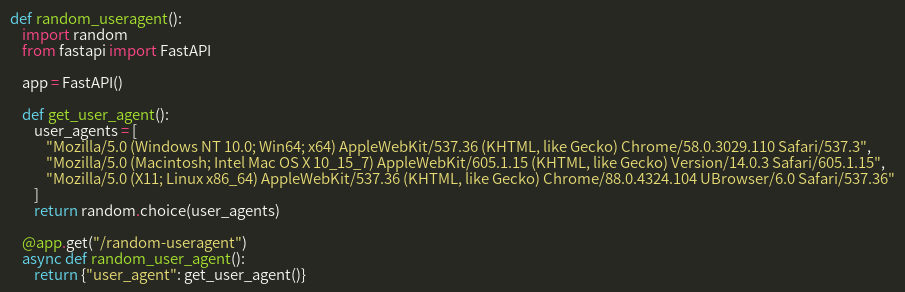 def random_useragent():
    import random
    from fastapi import FastAPI

    app = FastAPI()

    def get_user_agent():
        user_agents = [
            "Mozilla/5.0 (Windows NT 10.0; Win64; x64) AppleWebKit/537.36 (KHTML, like Gecko) Chrome/58.0.3029.110 Safari/537.3",
            "Mozilla/5.0 (Macintosh; Intel Mac OS X 10_15_7) AppleWebKit/605.1.15 (KHTML, like Gecko) Version/14.0.3 Safari/605.1.15",
            "Mozilla/5.0 (X11; Linux x86_64) AppleWebKit/537.36 (KHTML, like Gecko) Chrome/88.0.4324.104 UBrowser/6.0 Safari/537.36"
        ]
        return random.choice(user_agents)

    @app.get("/random-useragent")
    async def random_user_agent():
        return {"user_agent": get_user_agent()}